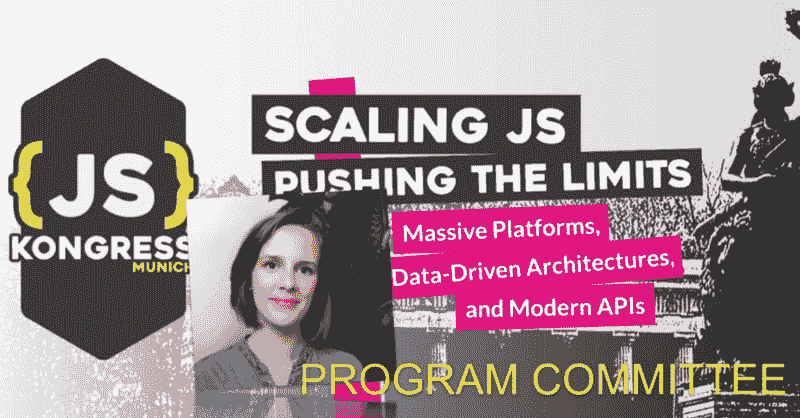 {JS}
KONGRESS
MUNICH
SCALING JS
PUSHING THE LIMITS
Massive Platforms,
Data-Driven Architectures,
and Modern APIs
PROGRAM COMMITTEE